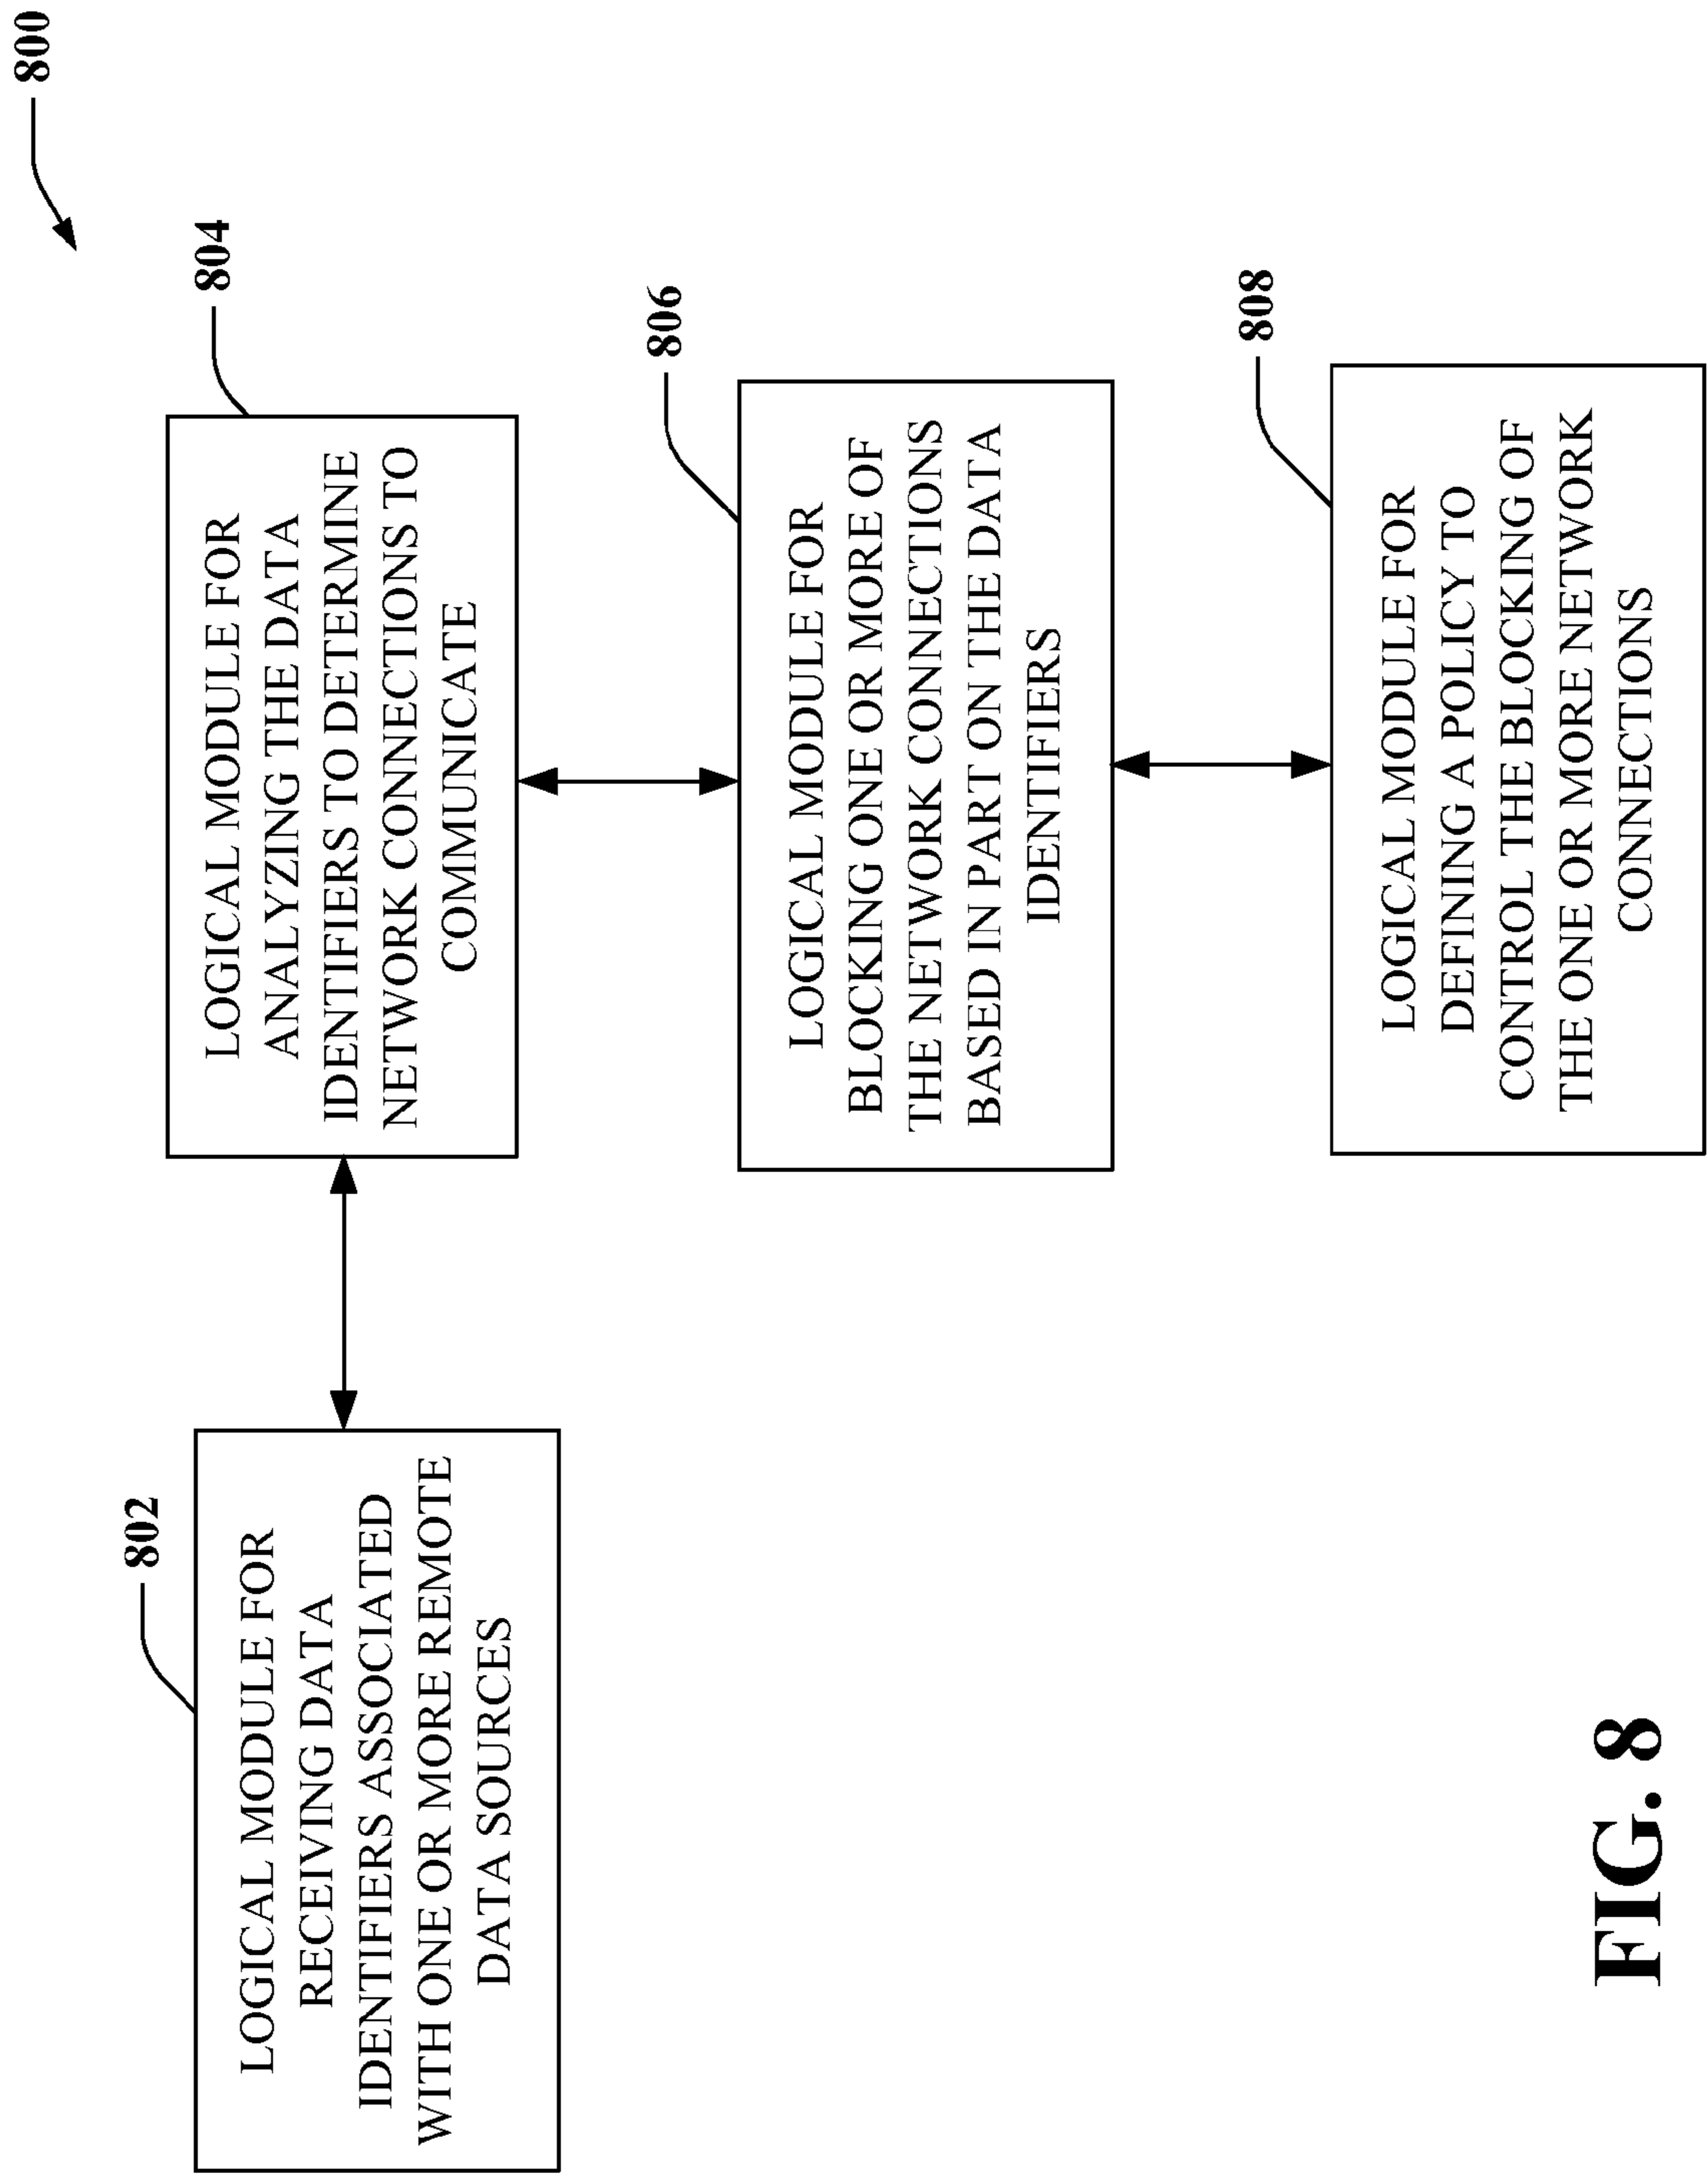 800
802
LOGICAL MODULE FOR
RECEIVING DATA
IDENTIFIERS ASSOCIATED
WITH ONE OR MORE REMOTE
DATA SOURCES
804
LOGICAL MODULE FOR
ANALYZING THE DATA
IDENTIFIERS TO DETERMINE
NETWORK CONNECTIONS TO
COMMUNICATE
806
LOGICAL MODULE FOR
BLOCKING ONE OR MORE OF
THE NETWORK CONNECTIONS
BASED IN PART ON THE DATA
IDENTIFIERS
808
LOGICAL MODULE FOR
DEFINING A POLICY TO
CONTROL THE BLOCKING OF
THE ONE OR MORE NETWORK
CONNECTIONS
FIG. 8